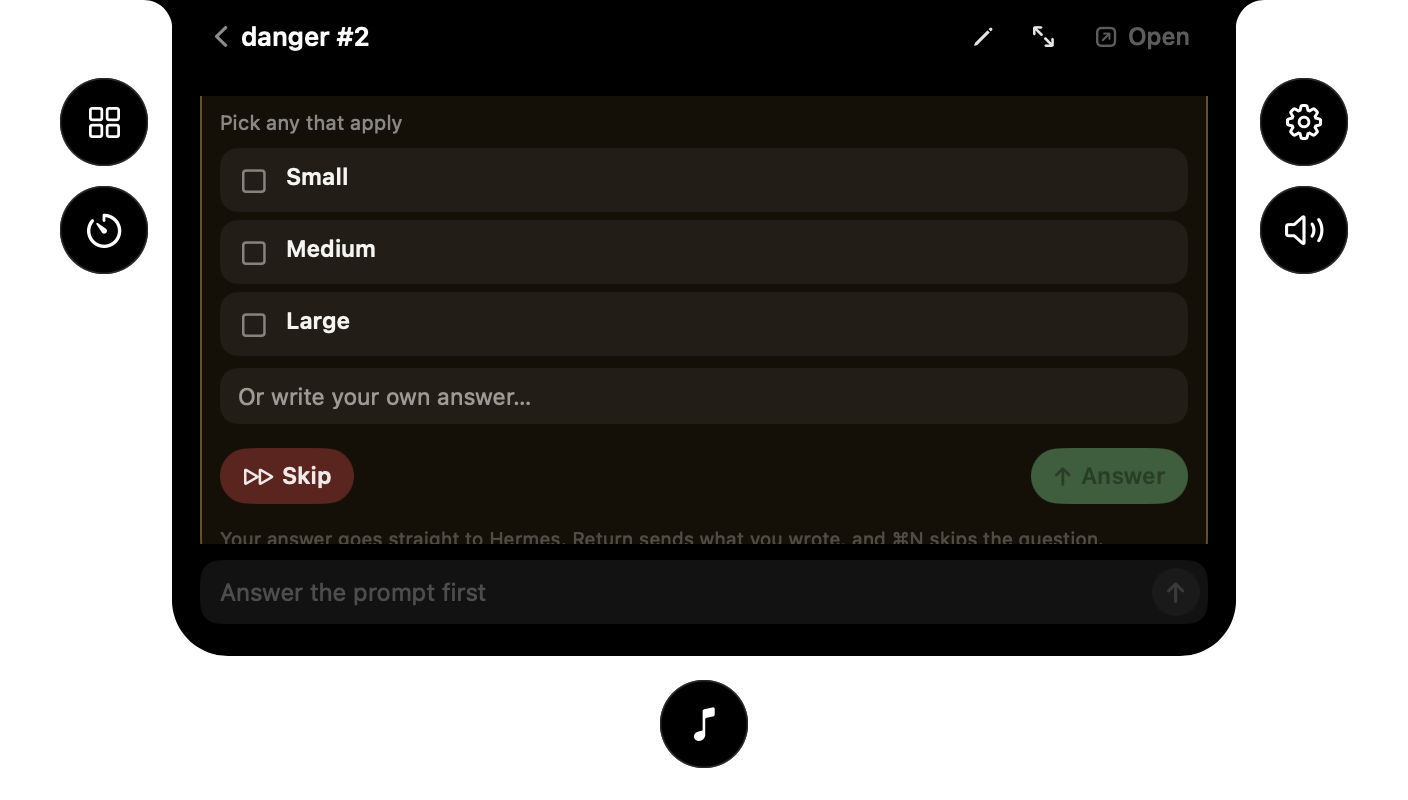 danger #2
Open
Pick any that apply
Small
Medium
Large
Or write your own answer...
Skip
Answer
Your answer goes straight to Hermes. Return sends what you wrote, and ⌘N skips the question.
Answer the prompt first